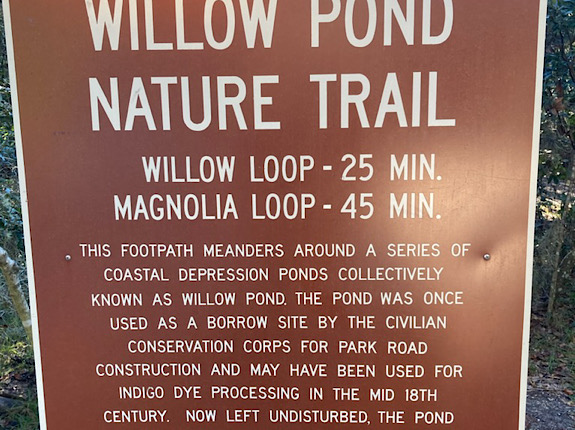 WILLOW POND
NATURE TRAIL
WILLOW LOOP - 25 MIN.
MAGNOLIA LOOP - 45 MIN.
THIS FOOTPATH MEANDERS AROUND A SERIES OF
COASTAL DEPRESSION PONDS COLLECTIVELY
KNOWN AS WILLOW POND. THE POND WAS ONCE
USED AS A BORROW SITE BY THE CIVILIAN
CONSERVATION CORPS FOR PARK ROAD
CONSTRUCTION AND MAY HAVE BEEN USED FOR
INDIGO DYE PROCESSING IN THE MID 18TH
CENTURY. NOW LEFT UNDISTURBED, THE POND